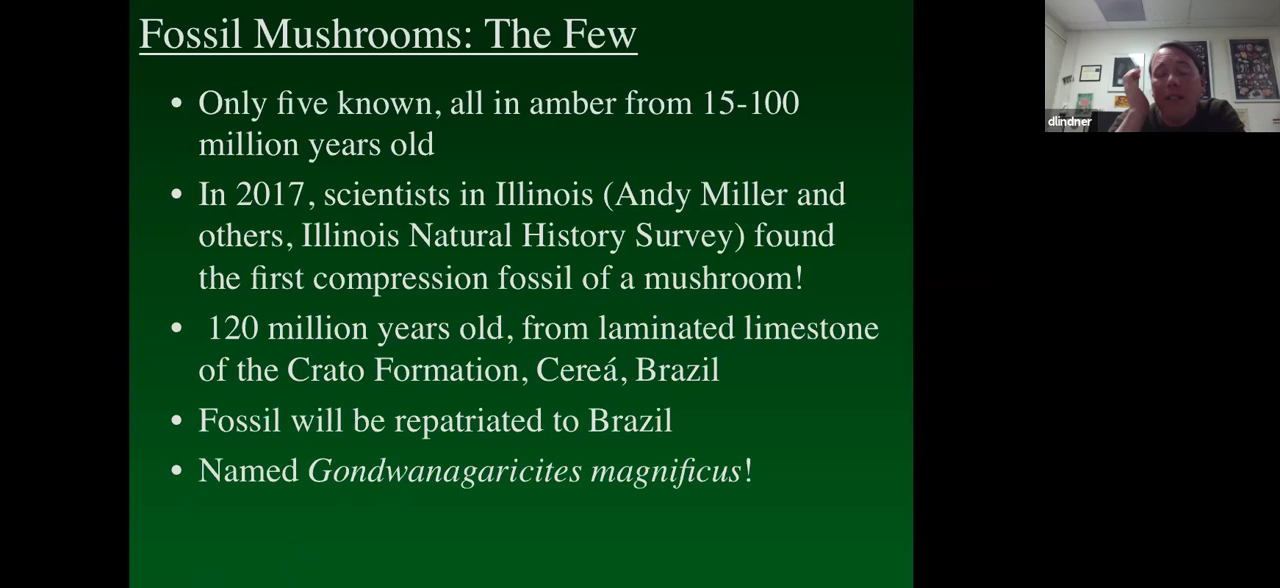 Fossil Mushrooms: The Few
• Only five known, all in amber from 15-100
million years old
• In 2017, scientists in Illinois (Andy Miller and
others, Illinois Natural History Survey) found
the first compression fossil of a mushroom!
• 120 million years old, from laminated limestone
of the Crato Formation, Cereá, Brazil
• Fossil will be repatriated to Brazil
• Named Gondwanagaricites magnificus!
dlindner